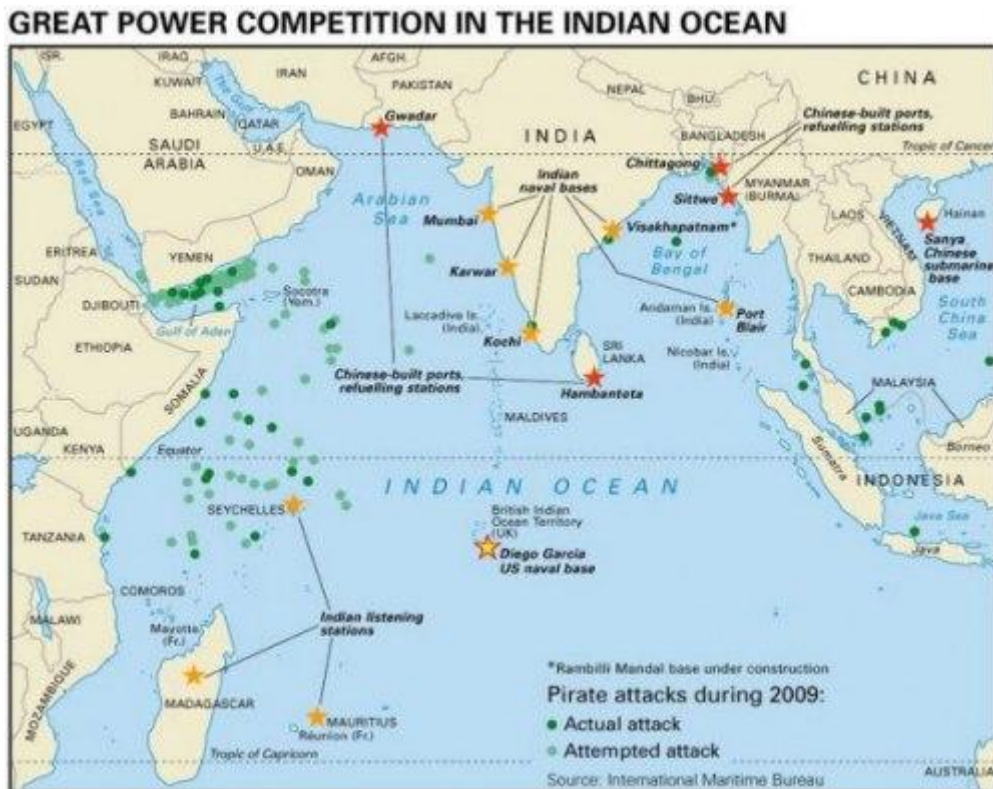 GREAT POWER COMPETITION IN THE INDIAN OCEAN
ISR.
IRAQ
KUWAIT
IRAN
AFGH.
PAKISTAN
NEPAL
BHU.
CHINA
EGYPT
The Gulf
BAHRAIN
QATAR
U.A.E.
Gwadar
INDIA
BANGLADESH
Chinese-built ports,
refuelling stations
SAUDI
ARABIA
OMAN
Tropic of Cancer
Red Sea
Arabian
Sea
Indian
naval bases
Chittagong
Sittwe
MYANMAR
(BURMA)
LAOS
VIETNAM
Hainan
Mumbai
Visakhapatnam*
Sanya
Chinese
submarine
base
ERITREA
YEMEN
Bay of
Bengal
THAILAND
SUDAN
Karwar
CAMBODIA
DJIBOUTI
Socotra
(Yem.)
Gulf of Aden
Laccadive Is.
(India)
Andaman Is.
(India)
Port
Blair
South
China
Sea
ETHIOPIA
Kochi
SRI
LANKA
Nicobar Is.
(India)
SOMALIA
Chinese-built ports,
refuelling stations
Hambantota
MALAYSIA
MALDIVES
UGANDA
KENYA
Equator
Sumatra
Borneo
INDIAN OCEAN
INDONESIA
SEYCHELLES
British Indian
Ocean Territory
(UK)
Java Sea
TANZANIA
Diego Garcia
US naval base
Java
COMOROS
Mayotte
(Fr.)
MALAWI
Indian listening
stations
MOZAMBIQUE
MADAGASCAR
MAURITIUS
Réunion (Fr.)
Tropic of Capricorn
*Rambilli Mandal base under construction
Pirate attacks during 2009:
Actual attack
Attempted attack
Source: International Maritime Bureau
AUSTRALIA